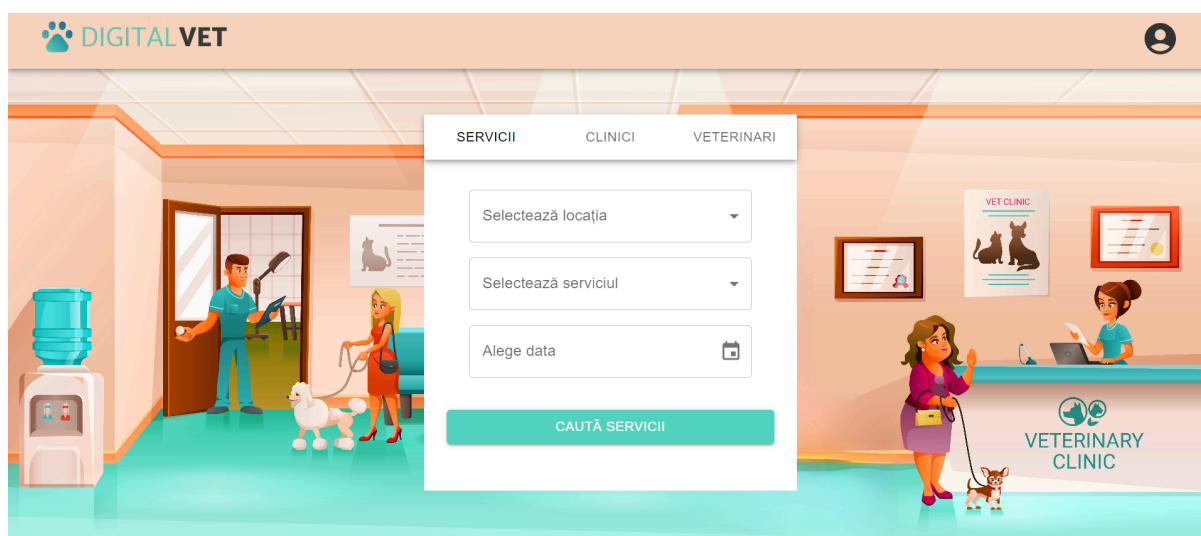 DIGITALVET
SERVICII CLINICI VETERINARI
Selectează locația
Selectează serviciul
Alege data
CAUTĂ SERVICII
VET CLINIC
VETERINARY
CLINIC